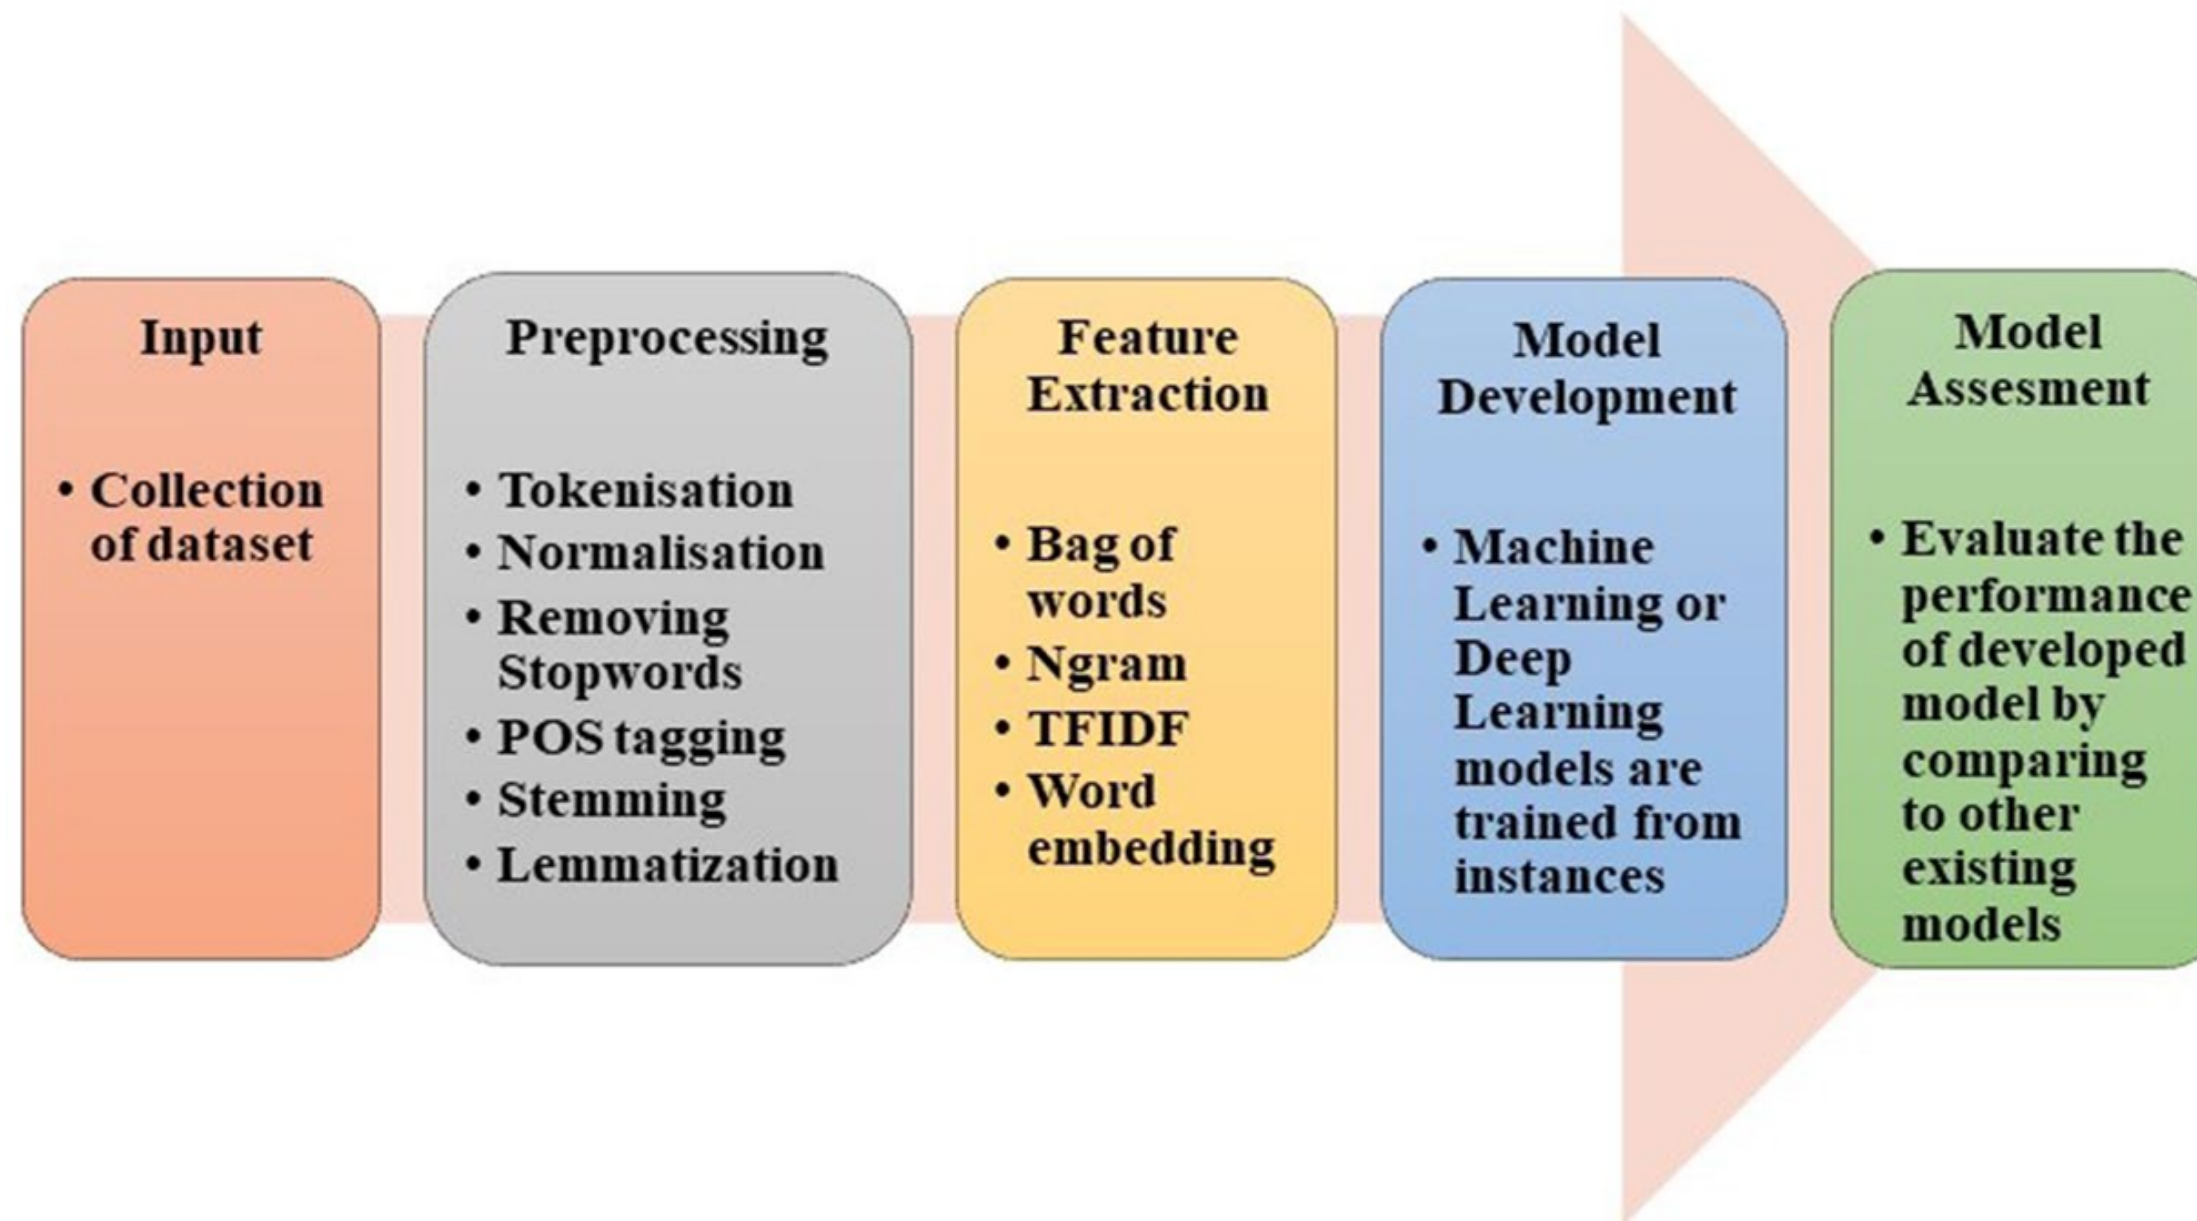 Input
• Collection
of dataset
Preprocessing
• Tokenisation
• Normalisation
• Removing
Stopwords
• POS tagging
• Stemming
• Lemmatization
Feature
Extraction
• Bag of
words
• Ngram
• TFIDF
• Word
embedding
Model
Development
• Machine
Learning or
Deep
Learning
models are
trained from
instances
Model
Assesment
• Evaluate the
performance
of developed
model by
comparing
to other
existing
models